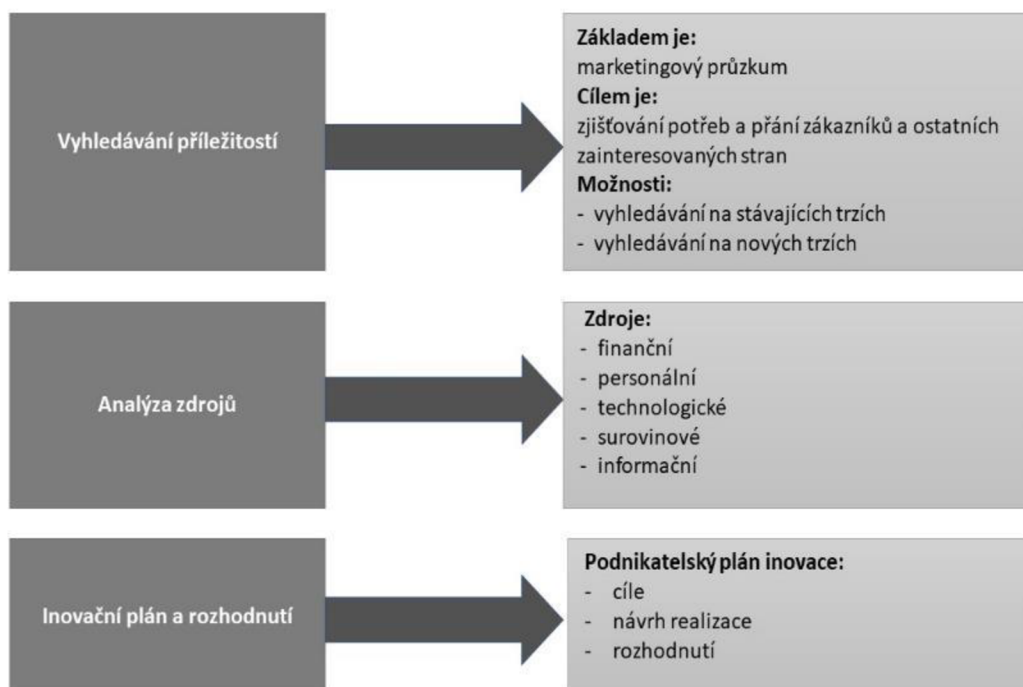 Vyhledávání příležitostí
Základem je:
marketingový průzkum
Cílem je:
zjišťování potřeb a přání zákazníků a ostatních
zainteresovaných stran
Možnosti:
- vyhledávání na stávajících trzích
- vyhledávání na nových trzích
Analýza zdrojů
Zdroje:
- finanční
- personální
- technologické
- surovinové
- informační
Inovační plán a rozhodnutí
Podnikatelský plán inovace:
- cíle
- návrh realizace
- rozhodnutí